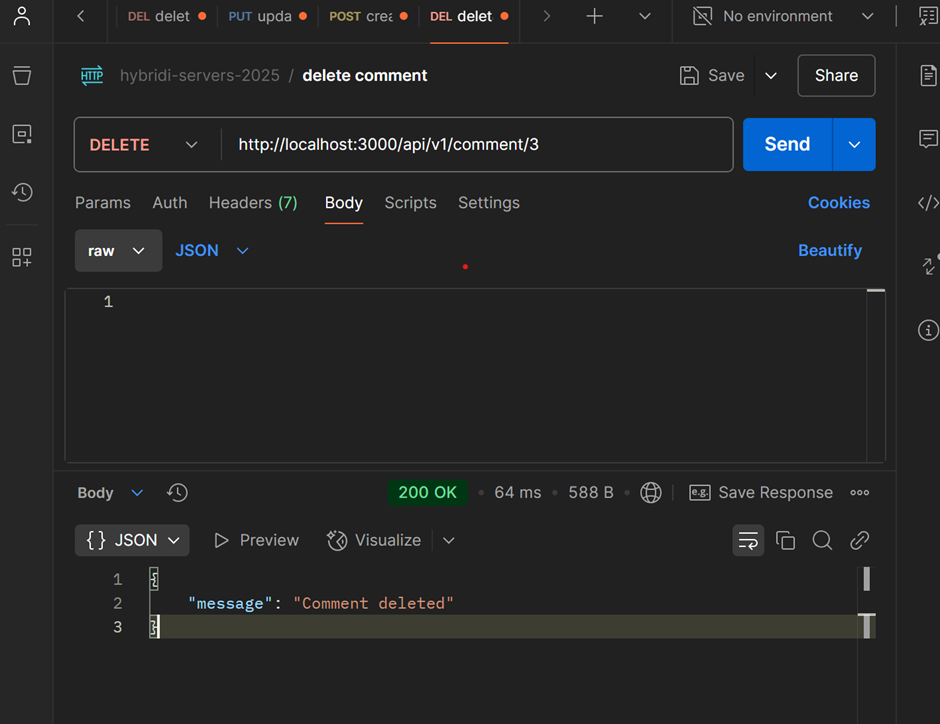 DEL delet PUT upda POST crea DEL delet No environment
HTTP hybridi-servers-2025 / delete comment Save Share
DELETE http://localhost:3000/api/v1/comment/3 Send
Params Auth Headers (7) Body Scripts Settings Cookies
raw JSON Beautify
1
Body 200 OK • 64 ms • 588 B • e.g. Save Response
{} JSON Preview Visualize
1 {
2 "message": "Comment deleted"
3 }